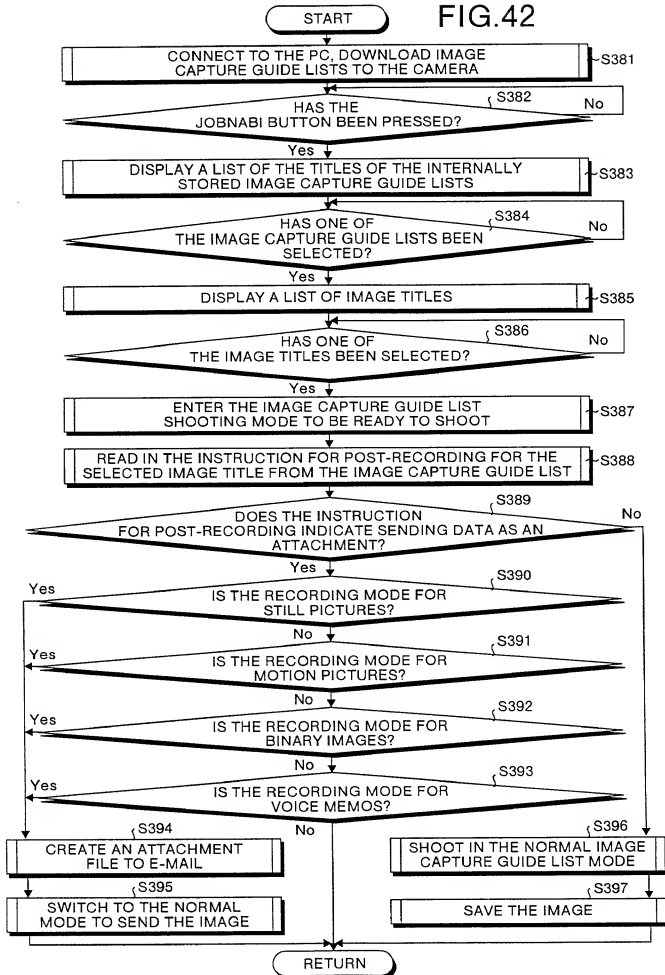 FIG.42
START
CONNECT TO THE PC, DOWNLOAD IMAGE
CAPTURE GUIDE LISTS TO THE CAMERA
S381
HAS THE
JOBNABI BUTTON BEEN PRESSED?
S382
No
Yes
DISPLAY A LIST OF THE TITLES OF THE INTERNALLY
STORED IMAGE CAPTURE GUIDE LISTS
S383
HAS ONE OF
THE IMAGE CAPTURE GUIDE LISTS BEEN
SELECTED?
S384
No
Yes
DISPLAY A LIST OF IMAGE TITLES
S385
HAS ONE OF
THE IMAGE TITLES BEEN SELECTED?
S386
No
Yes
ENTER THE IMAGE CAPTURE GUIDE LIST
SHOOTING MODE TO BE READY TO SHOOT
S387
READ IN THE INSTRUCTION FOR POST-RECORDING FOR THE
SELECTED IMAGE TITLE FROM THE IMAGE CAPTURE GUIDE LIST
S388
DOES THE INSTRUCTION
FOR POST-RECORDING INDICATE SENDING DATA AS AN
ATTACHMENT?
S389
No
Yes
IS THE RECORDING MODE FOR
STILL PICTURES?
S390
Yes
No
IS THE RECORDING MODE FOR
MOTION PICTURES?
S391
Yes
No
IS THE RECORDING MODE FOR
BINARY IMAGES?
S392
Yes
No
IS THE RECORDING MODE FOR
VOICE MEMOS?
S393
Yes
No
S394
CREATE AN ATTACHMENT
FILE TO E-MAIL
S395
SWITCH TO THE NORMAL
MODE TO SEND THE IMAGE
S396
SHOOT IN THE NORMAL IMAGE
CAPTURE GUIDE LIST MODE
S397
SAVE THE IMAGE
RETURN